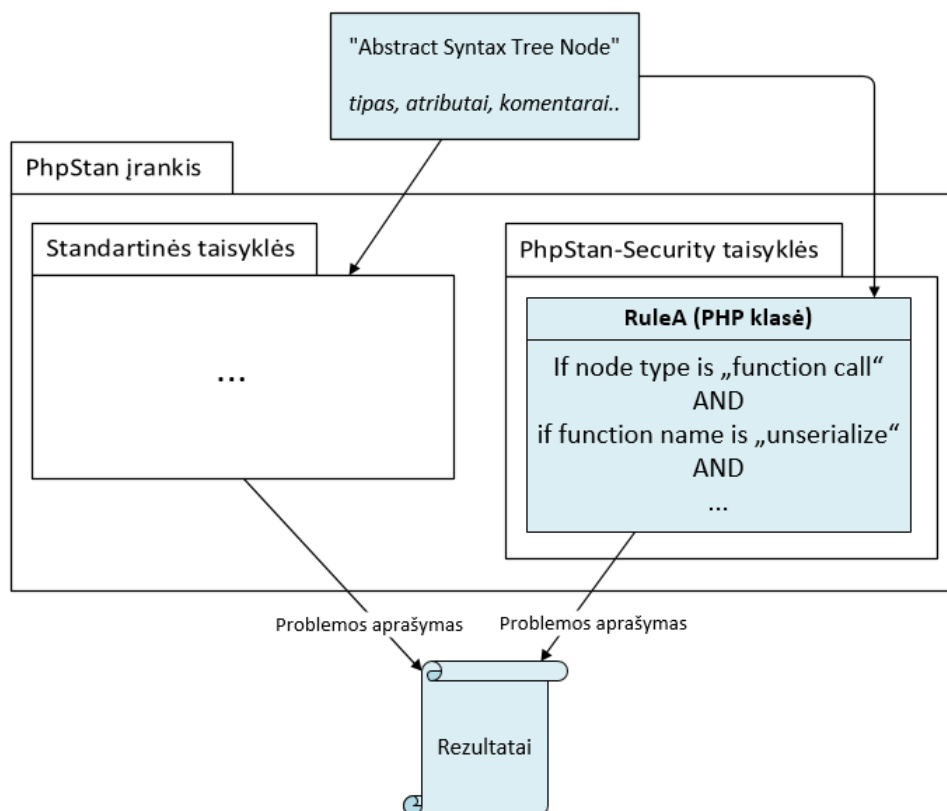 "Abstract Syntax Tree Node"
tipas, atributai, komentarai..
PhpStan įrankis
Standartinės taisyklės
...
PhpStan-Security taisyklės
RuleA (PHP klasė)
If node type is „function call“
AND
if function name is „unserialize“
AND
...
Problemos aprašymas
Problemos aprašymas
Rezultatai